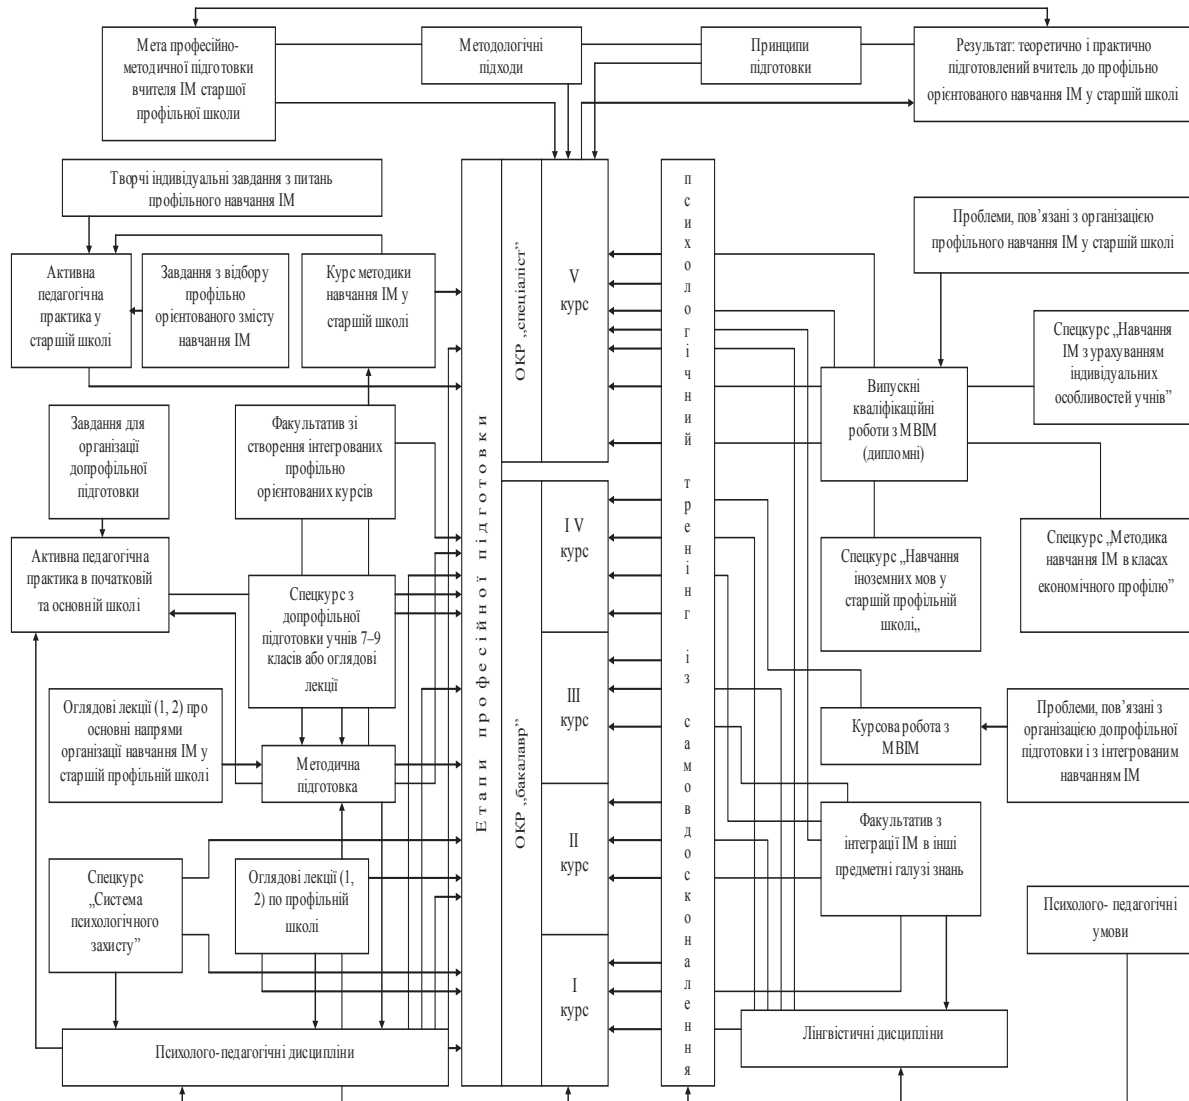 Мета професійно-
методичної підготовки
вчителя ІМ старшої
профільної школи
Методологічні
підходи
Принципи
підготовки
Результат: теоретично і практично
підготовлений вчитель до профільно
орієнтованого навчання ІМ у старшій школі
Творчі індивідуальні завдання з питань
профільного навчання ІМ
Активна
педагогічна
практика у
старшій школі
Завдання з відбору
профільно
орієнтованого змісту
навчання ІМ
Курс методики
навчання ІМ у
старшій школі
Завдання для
організації
допрофільної
підготовки
Факультатив зі
створення інтегрованих
профільно
орієнтованих курсів
Активна педагогічна
практика в початковій
та основній школі
Спецкурс з
допрофільної
підготовки учнів 7–9
класів або оглядові
лекції
Оглядові лекції (1, 2) про
основні напрями
організації навчання ІМ у
старшій профільній школі
Методична
підготовка
Спецкурс
„Система
психологічного
захисту”
Оглядові лекції (1,
2) по профільній
школі
Психолого-педагогічні дисципліни
Етапи професійної підготовки
ОКР „спеціаліст”
ОКР „бакалавр”
V
курс
I V
курс
III
курс
II
курс
I
курс
психологічний тренінг із самовдосконалення
Проблеми, пов’язані з організацією
профільного навчання ІМ у старшій школі
Випускні
кваліфікаційні
роботи з МВІМ
(дипломні)
Спецкурс „Навчання
ІМ з урахуванням
індивідуальних
особливостей учнів”
Спецкурс „Навчання
іноземних мов у
старшій профільній
школі„
Спецкурс „Методика
навчання ІМ в класах
економічного профілю”
Курсова робота з
МВІМ
Проблеми, пов’язані з
організацією допрофільної
підготовки і з інтегрованим
навчанням ІМ
Факультатив з
інтеграції ІМ в інші
предметні галузі знань
Психолого- педагогічні
умови
Лінгвістичні дисципліни